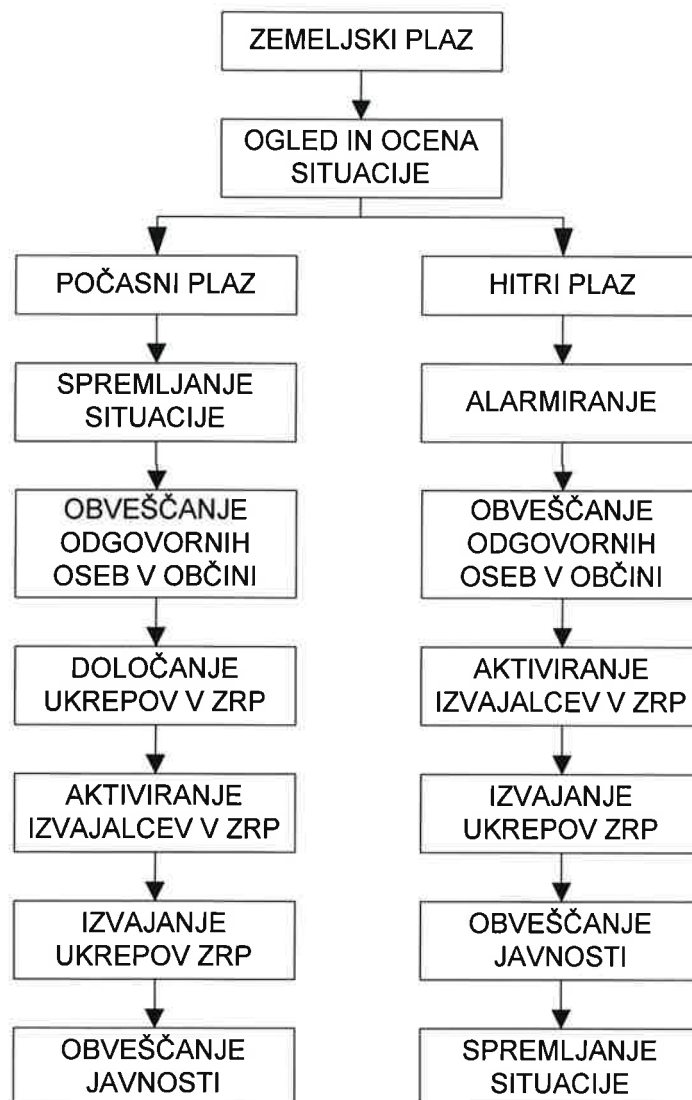 ZEMELJSKI PLAZ
OGLED IN OCENA
SITUACIJE
POČASNI PLAZ
SPREMLJANJE
SITUACIJE
OBVEŠČANJE
ODGOVORNIH
OSEB V OBČINI
DOLOČANJE
UKREPOV V ZRP
AKTIVIRANJE
IZVAJALCEV V ZRP
IZVAJANJE
UKREPOV ZRP
OBVEŠČANJE
JAVNOSTI
HITRI PLAZ
ALARMIRANJE
OBVEŠČANJE
ODGOVORNIH
OSEB V OBČINI
AKTIVIRANJE
IZVAJALCEV V ZRP
IZVAJANJE
UKREPOV ZRP
OBVEŠČANJE
JAVNOSTI
SPREMLJANJE
SITUACIJE